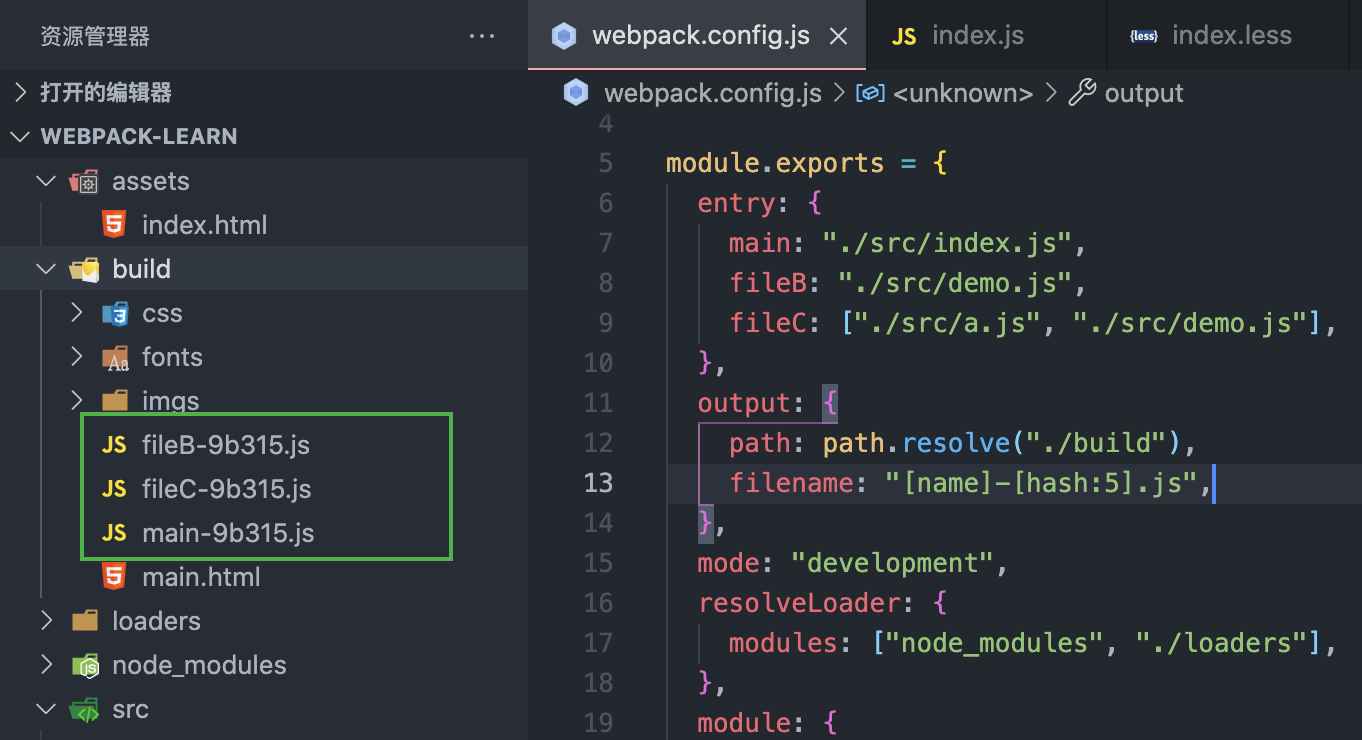 资源管理器 ···
打开的编辑器
WEBPACK-LEARN
assets
index.html
build
css
fonts
imgs
fileB-9b315.js
fileC-9b315.js
main-9b315.js
main.html
loaders
node_modules
src
webpack.config.js
JS index.js
{less} index.less
webpack.config.js > <unknown> > output
4
5 module.exports = {
6 entry: {
7 main: "./src/index.js",
8 fileB: "./src/demo.js",
9 fileC: ["./src/a.js", "./src/demo.js"],
10 },
11 output: {
12 path: path.resolve("./build"),
13 filename: "[name]-[hash:5].js",
14 },
15 mode: "development",
16 resolveLoader: {
17 modules: ["node_modules", "./loaders"],
18 },
19 module: {